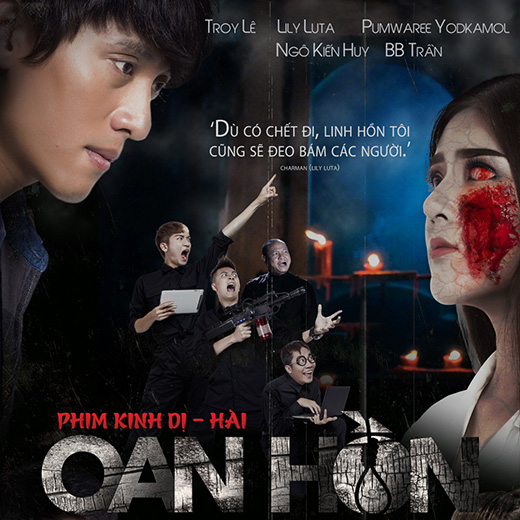 TROY LÊ LILY LUTA PUMWAREE YODKAMOL
NGÔ KIẾN HUY BB TRẦN
‘DÙ CÓ CHẾT ĐI, LINH HỒN TÔI
CŨNG SẼ ĐEO BÁM CÁC NGƯỜI.’
CHARMAN (LILY LUTA)
PHIM KINH DỊ – HÀI
OAN HỒN